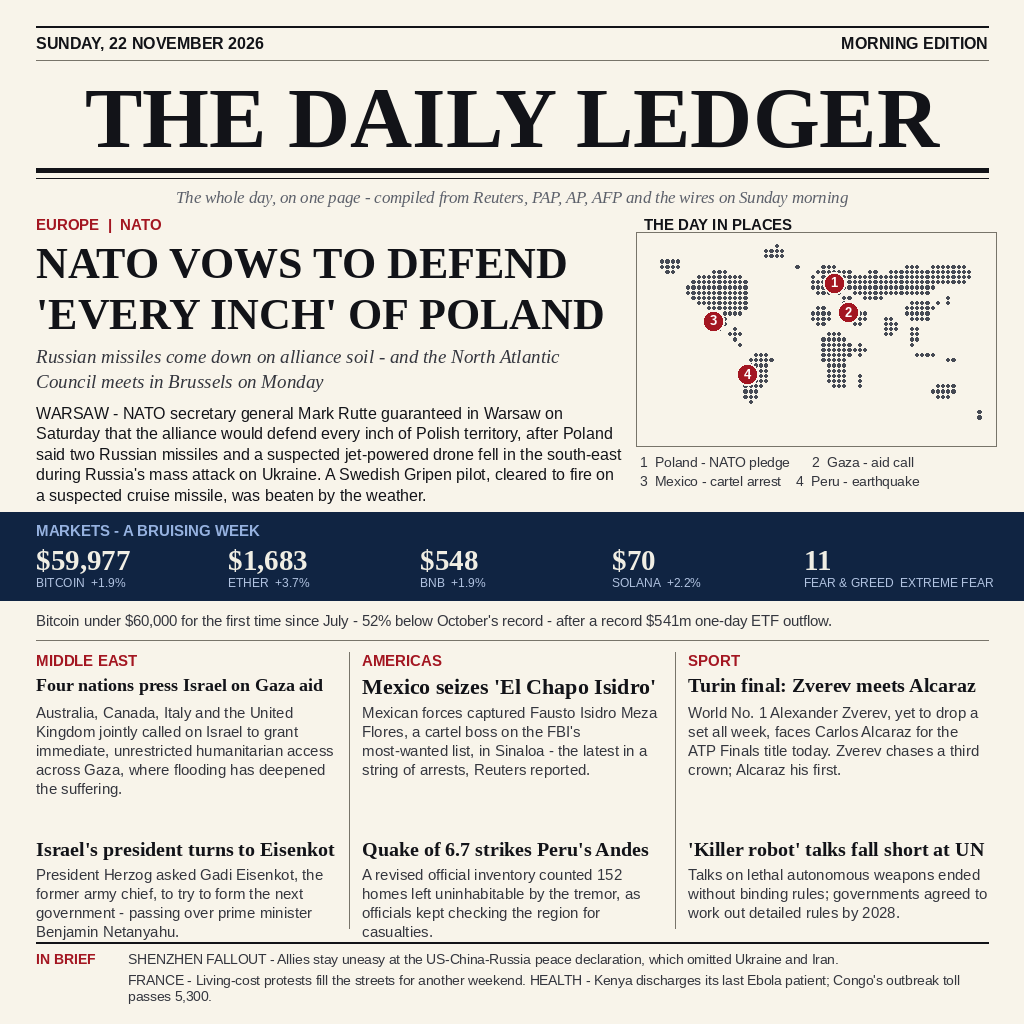 SUNDAY, 22 NOVEMBER 2026
MORNING EDITION
THE DAILY LEDGER
The whole day, on one page - compiled from Reuters, PAP, AP, AFP and the wires on Sunday morning
EUROPE | NATO
NATO VOWS TO DEFEND
'EVERY INCH' OF POLAND
Russian missiles come down on alliance soil - and the North Atlantic
Council meets in Brussels on Monday
WARSAW - NATO secretary general Mark Rutte guaranteed in Warsaw on
Saturday that the alliance would defend every inch of Polish territory, after Poland
said two Russian missiles and a suspected jet-powered drone fell in the south-east
during Russia's mass attack on Ukraine. A Swedish Gripen pilot, cleared to fire on
a suspected cruise missile, was beaten by the weather.
THE DAY IN PLACES
1
2
3
4
1 Poland - NATO pledge 2 Gaza - aid call
3 Mexico - cartel arrest 4 Peru - earthquake
MARKETS - A BRUISING WEEK
$59,977
BITCOIN +1.9%
$1,683
ETHER +3.7%
$548
BNB +1.9%
$70
SOLANA +2.2%
11
FEAR & GREED EXTREME FEAR
Bitcoin under $60,000 for the first time since July - 52% below October's record - after a record $541m one-day ETF outflow.
MIDDLE EAST
Four nations press Israel on Gaza aid
Australia, Canada, Italy and the United
Kingdom jointly called on Israel to grant
immediate, unrestricted humanitarian access
across Gaza, where flooding has deepened
the suffering.
Israel's president turns to Eisenkot
President Herzog asked Gadi Eisenkot, the
former army chief, to try to form the next
government - passing over prime minister
Benjamin Netanyahu.
AMERICAS
Mexico seizes 'El Chapo Isidro'
Mexican forces captured Fausto Isidro Meza
Flores, a cartel boss on the FBI's
most-wanted list, in Sinaloa - the latest in a
string of arrests, Reuters reported.
Quake of 6.7 strikes Peru's Andes
A revised official inventory counted 152
homes left uninhabitable by the tremor, as
officials kept checking the region for
casualties.
SPORT
Turin final: Zverev meets Alcaraz
World No. 1 Alexander Zverev, yet to drop a
set all week, faces Carlos Alcaraz for the
ATP Finals title today. Zverev chases a third
crown; Alcaraz his first.
'Killer robot' talks fall short at UN
Talks on lethal autonomous weapons ended
without binding rules; governments agreed to
work out detailed rules by 2028.
IN BRIEF
SHENZHEN FALLOUT - Allies stay uneasy at the US-China-Russia peace declaration, which omitted Ukraine and Iran.
FRANCE - Living-cost protests fill the streets for another weekend. HEALTH - Kenya discharges its last Ebola patient; Congo's outbreak toll
passes 5,300.